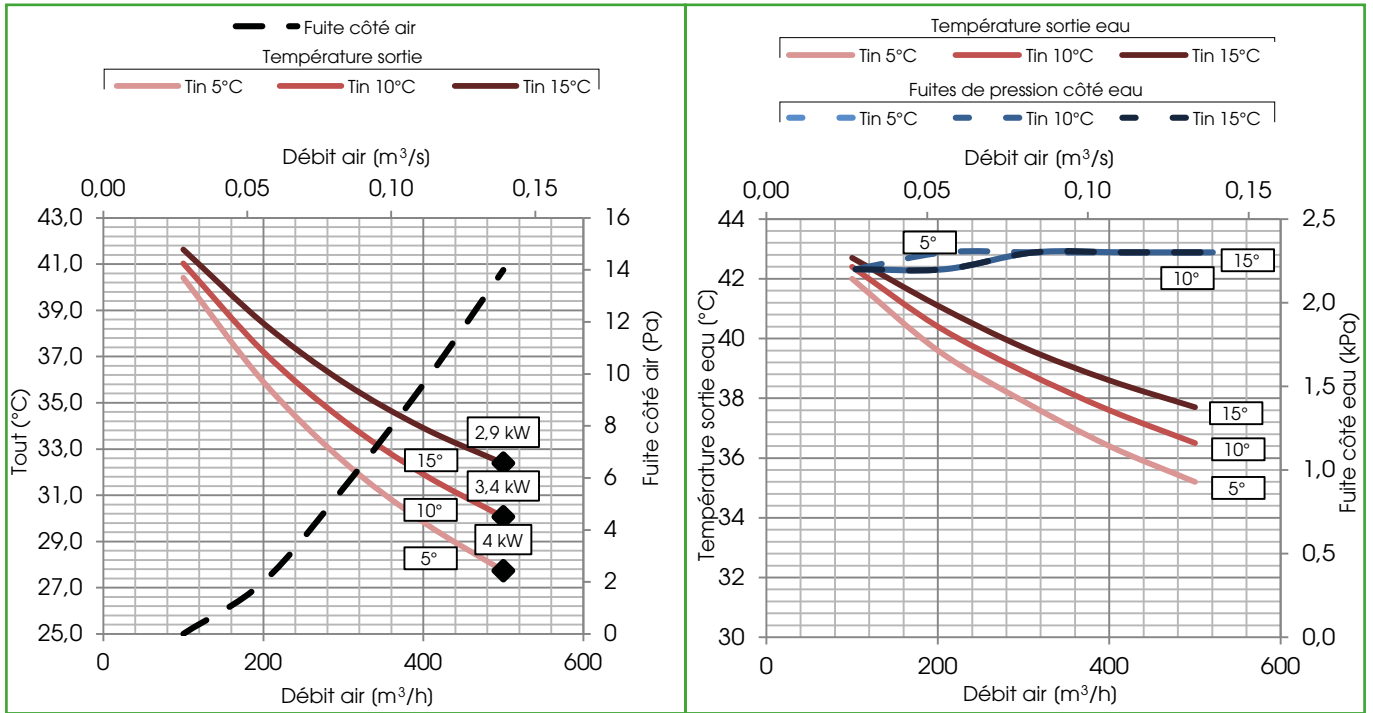 Fuite côté air
Température sortie
Tin 5°C Tin 10°C Tin 15°C
Débit air (m³/s)
0,00 0,05 0,10 0,15
43,0
41,0
39,0
37,0
35,0
33,0
31,0
29,0
27,0
25,0
Tout (°C)
16
14
12
10
8
6
4
2
0
Fuite côté air (Pa)
2,9 kW
15°
3,4 kW
10°
4 kW
5°
0 200 400 600
Débit air (m³/h)
Température sortie eau
Tin 5°C Tin 10°C Tin 15°C
Fuites de pression côté eau
Tin 5°C Tin 10°C Tin 15°C
Débit air (m³/s)
0,00 0,05 0,10 0,15
44
42
40
38
36
34
32
30
Température sortie eau (°C)
2,5
2,0
1,5
1,0
0,5
0,0
Fuite côté eau (kPa)
5°
15°
10°
15°
10°
5°
0 200 400 600
Débit air (m³/h)